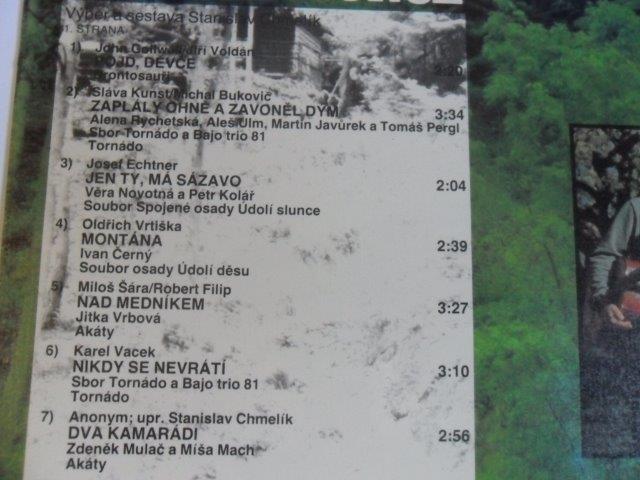 Výběr a sestava Stanislav Chmelík
1. STRANA
1) John Gollwell/Jiří Voldán
POJĎ, DĚVČE 2:20
Brontosauři
2) Sláva Kunst/Michal Bukovič
ZAPLÁLY OHNĚ A ZAVONĚL DÝM 3:34
Alena Rychetská, Aleš Ulm, Martin Javůrek a Tomáš Pergl
Sbor Tornádo a Bajo trio 81
Tornádo
3) Josef Echtner
JEN TY, MÁ SÁZAVO 2:04
Věra Novotná a Petr Kolář
Soubor Spojené osady Údolí slunce
4) Oldřich Vrtiška
MONTÁNA 2:39
Ivan Černý
Soubor osady Údolí děsu
5) Miloš Šára/Robert Filip
NAD MEDNÍKEM 3:27
Jitka Vrbová
Akáty
6) Karel Vacek
NIKDY SE NEVRÁTÍ 3:10
Sbor Tornádo a Bajo trio 81
Tornádo
7) Anonym; upr. Stanislav Chmelík
DVA KAMARÁDI 2:56
Zdeněk Mulač a Míša Mach
Akáty